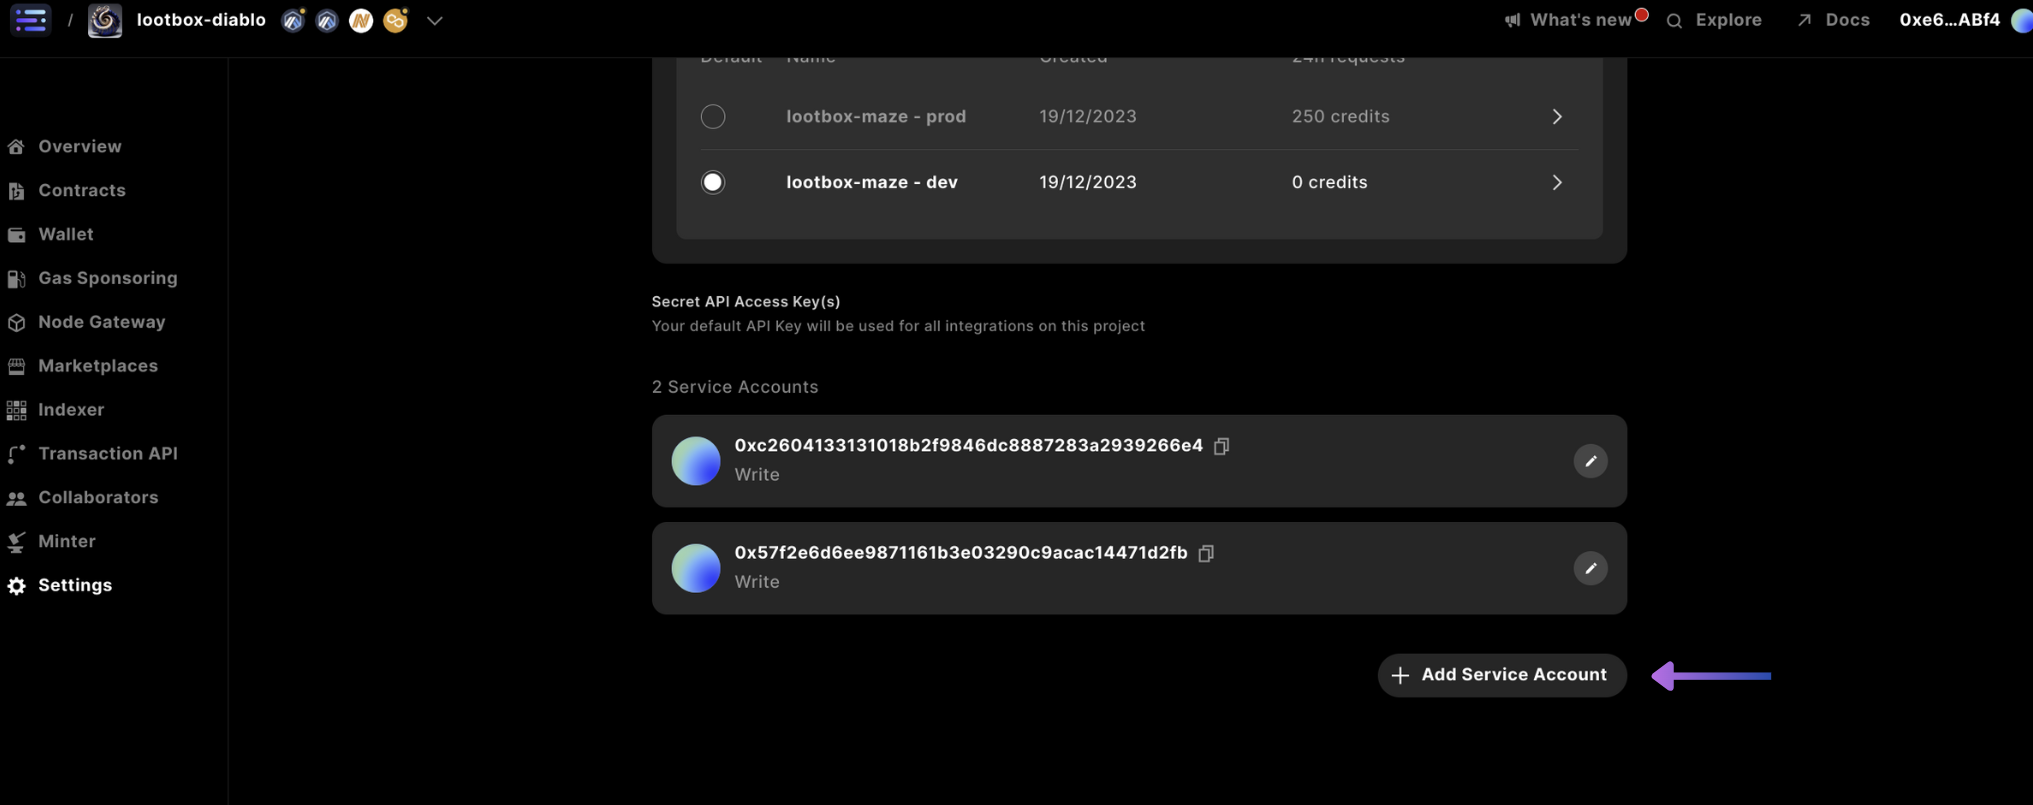 / lootbox-diablo
What's new
Explore
Docs
0xe6...ABf4
Overview
Contracts
Wallet
Gas Sponsoring
Node Gateway
Marketplaces
Indexer
Transaction API
Collaborators
Minter
Settings
Default Name Created 24h requests
lootbox-maze - prod 19/12/2023 250 credits
lootbox-maze - dev 19/12/2023 0 credits
Secret API Access Key(s)
Your default API Key will be used for all integrations on this project
2 Service Accounts
0xc2604133131018b2f9846dc8887283a2939266e4
Write
0x57f2e6d6ee9871161b3e03290c9acac14471d2fb
Write
+ Add Service Account